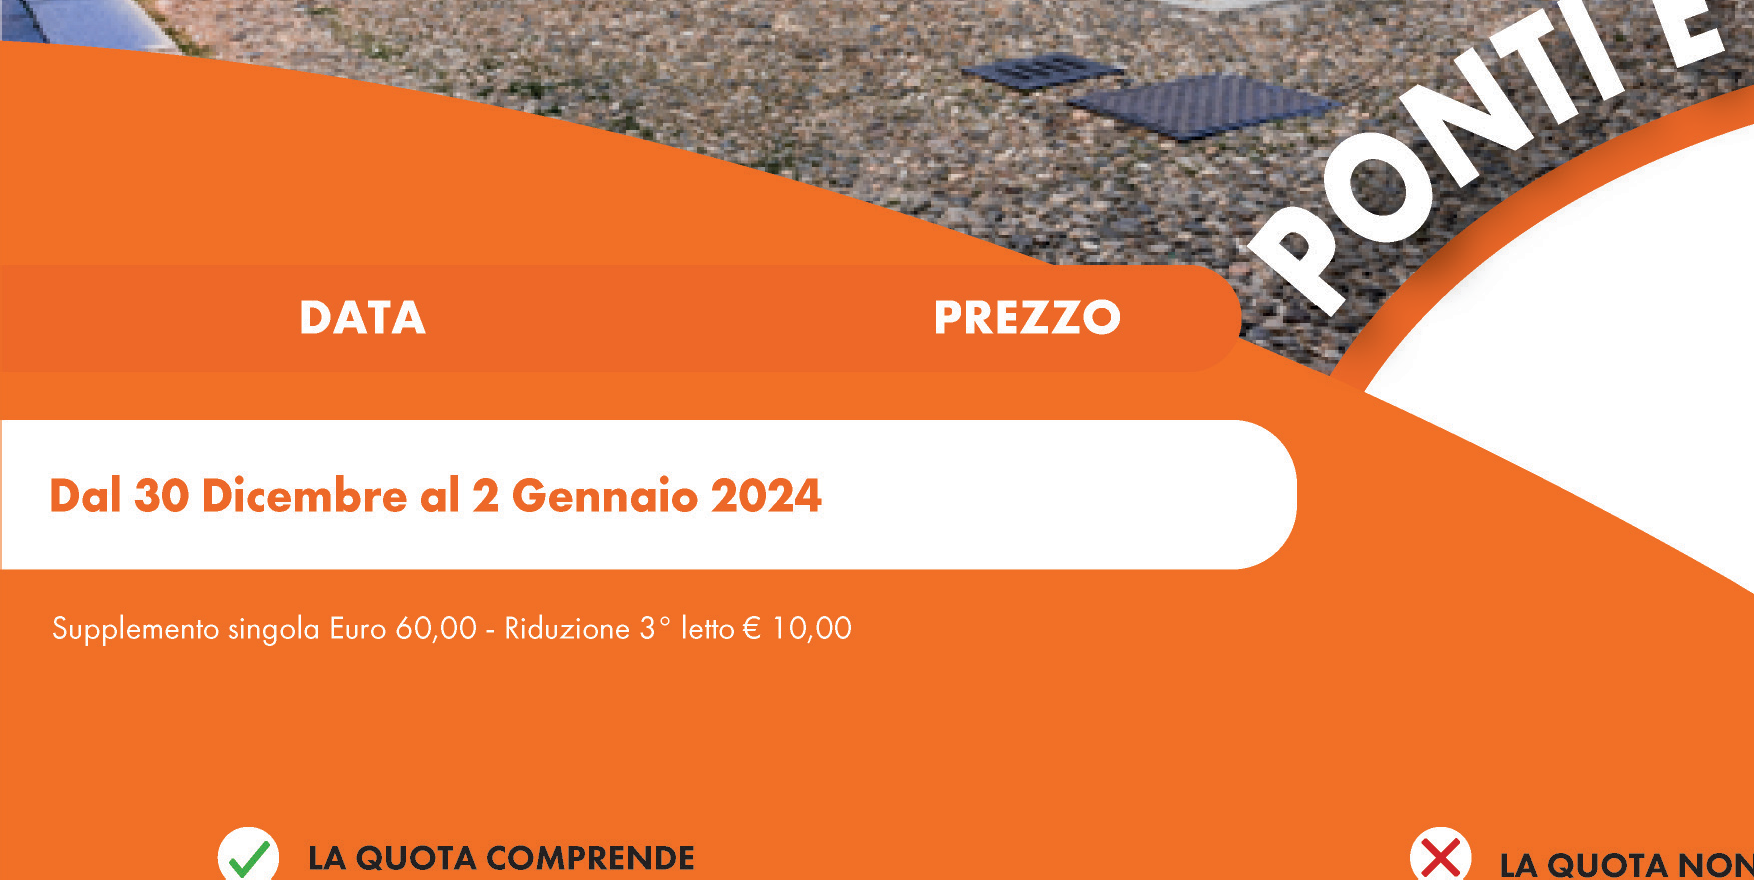 PONTI E
DATA PREZZO
Dal 30 Dicembre al 2 Gennaio 2024
Supplemento singola Euro 60,00 - Riduzione 3° letto € 10,00
LA QUOTA COMPRENDE
LA QUOTA NON